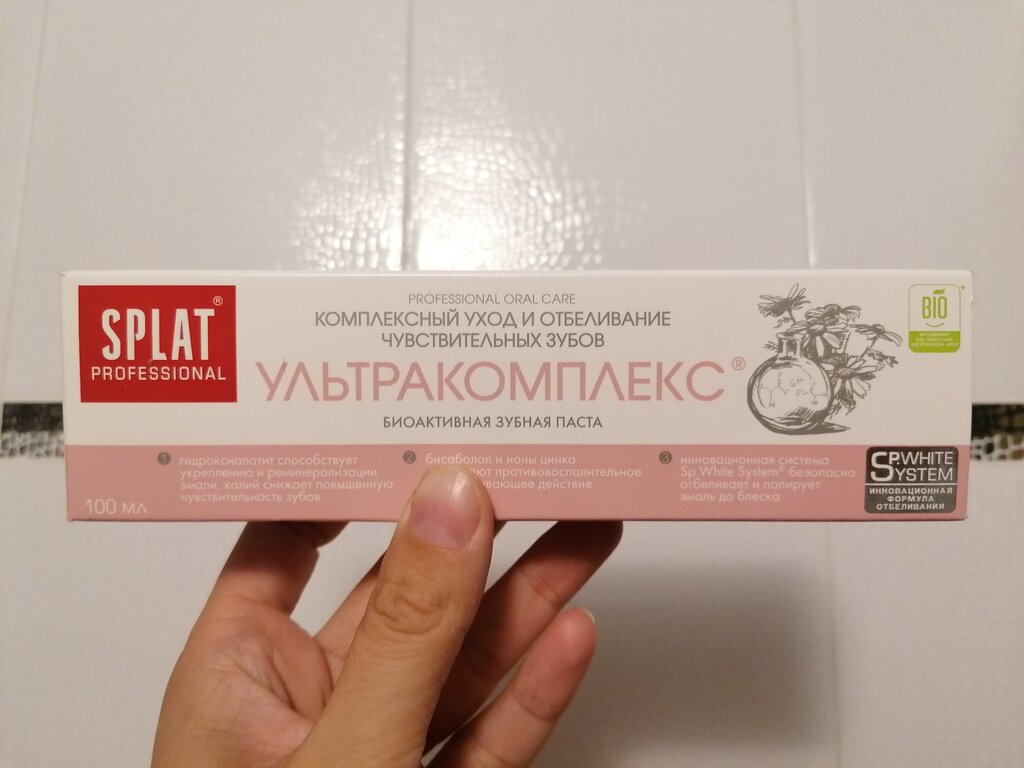 SPLAT®
PROFESSIONAL
PROFESSIONAL ORAL CARE
КОМПЛЕКСНЫЙ УХОД И ОТБЕЛИВАНИЕ
ЧУВСТВИТЕЛЬНЫХ ЗУБОВ
УЛЬТРАКОМПЛЕКС®
БИОАКТИВНАЯ ЗУБНАЯ ПАСТА
BIO
1 гидроксиапатит способствует
укреплению и реминерализации
эмали, калий снижает повышенную
чувствительность зубов
2 бисаболол и ионы цинка
ют противовоспалительное
вающее действие
3 инновационная система
Sp.White System® безопасно
отбеливает и полирует
эмаль до блеска
SP.WHITE
SYSTEM
ИННОВАЦИОННАЯ
ФОРМУЛА
ОТБЕЛИВАНИЯ
100 мл